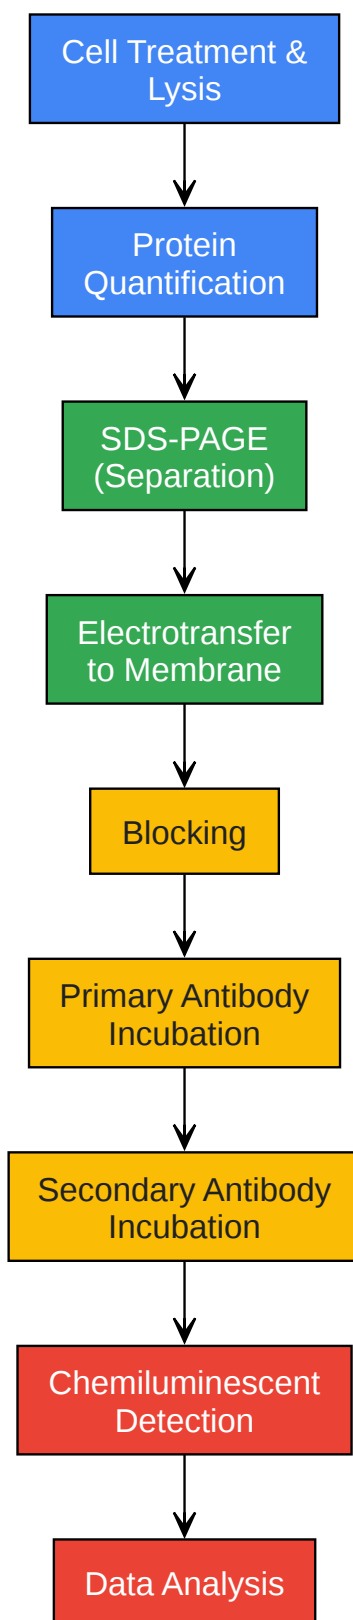 Cell Treatment &
Lysis
Protein
Quantification
SDS-PAGE
(Separation)
Electrotransfer
to Membrane
Blocking
Primary Antibody
Incubation
Secondary Antibody
Incubation
Chemiluminescent
Detection
Data Analysis